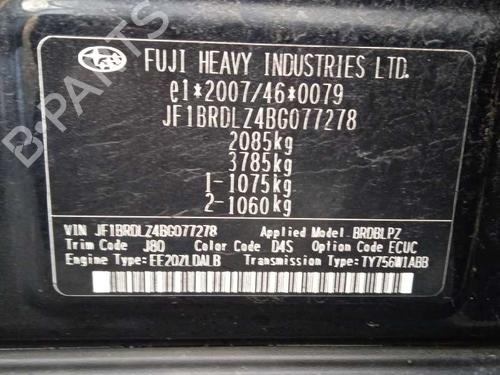 FUJI HEAVY INDUSTRIES LTD.
e1*2007/46*0079
JF1BRDLZ4BG077278
2085kg
3785kg
1-1075kg
2-1060kg
VIN JF1BRDLZ4BG077278 Applied Model BRDBLPZ
Trim Code J80 Color Code D4S Option Code ECUC
Engine Type:EE20ZLDALB Transmission Type:TY756W1ABB
B-PARTS